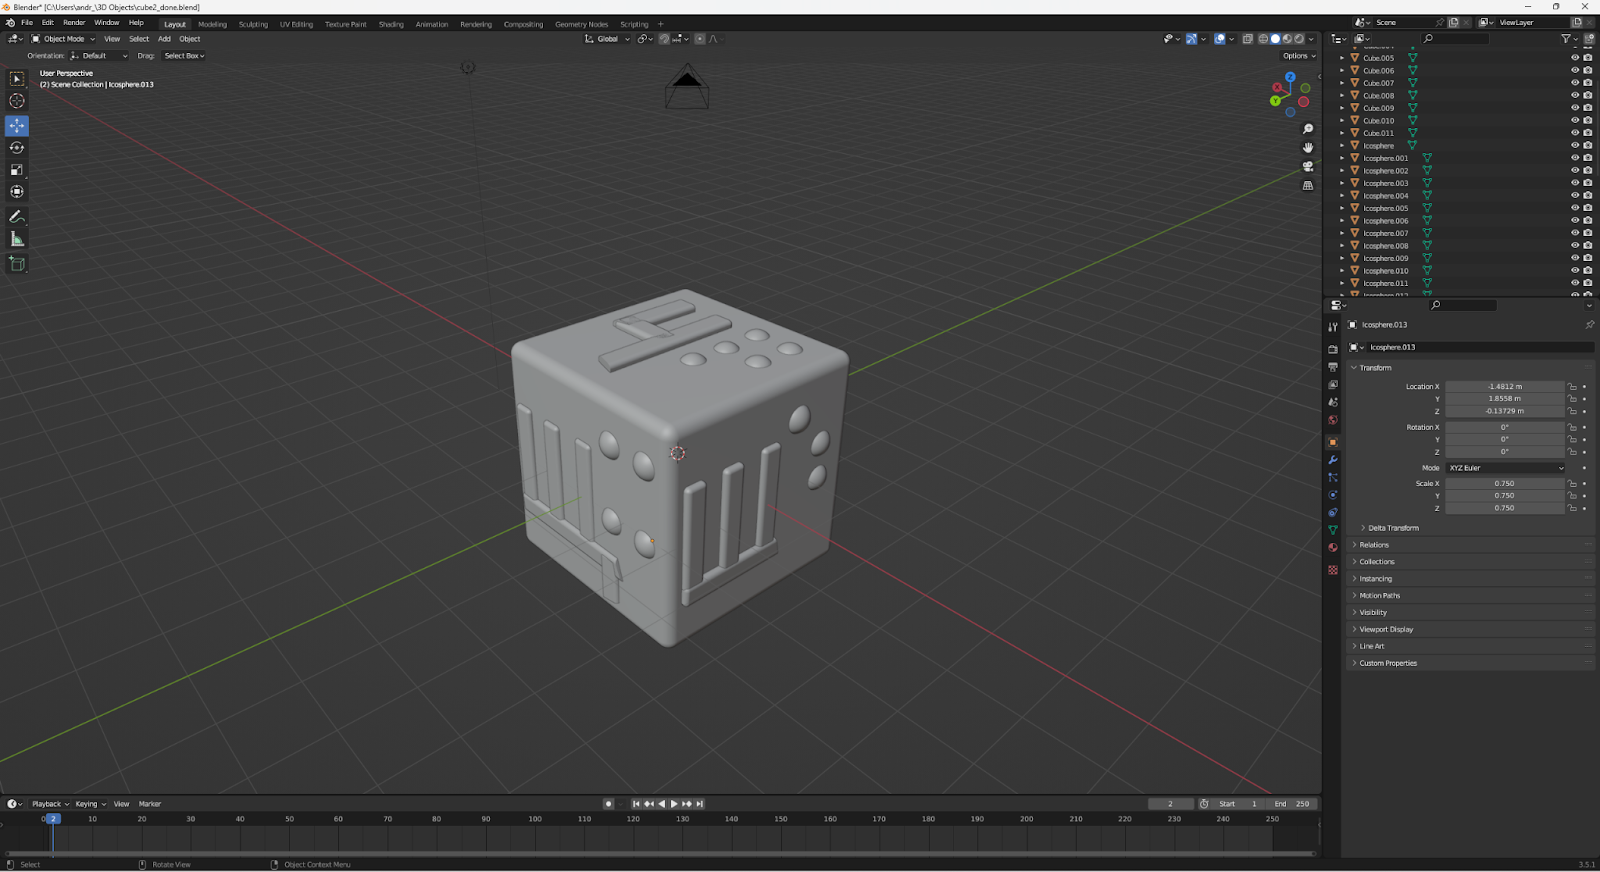 Blender* [C:\Users\andr_\3D Objects\cube2_done.blend]
File Edit Render Window Help Layout Modeling Sculpting UV Editing Texture Paint Shading Animation Rendering Compositing Geometry Nodes Scripting + Scene ViewLayer
Object Mode View Select Add Object Global
Orientation: Default Drag: Select Box Options
User Perspective
(2) Scene Collection | Icosphere.013
Z
X
Y
Cube.005
Cube.006
Cube.007
Cube.008
Cube.009
Cube.010
Cube.011
Icosphere
Icosphere.001
Icosphere.002
Icosphere.003
Icosphere.004
Icosphere.005
Icosphere.006
Icosphere.007
Icosphere.008
Icosphere.009
Icosphere.010
Icosphere.011
Icosphere.013
Icosphere.013
Transform
Location X -1.4812 m
Y 1.8558 m
Z -0.13729 m
Rotation X 0°
Y 0°
Z 0°
Mode XYZ Euler
Scale X 0.750
Y 0.750
Z 0.750
Delta Transform
Relations
Collections
Instancing
Motion Paths
Visibility
Viewport Display
Line Art
Custom Properties
Playback Keying View Marker 2 Start 1 End 250
0 2 10 20 30 40 50 60 70 80 90 100 110 120 130 140 150 160 170 180 190 200 210 220 230 240 250
Select Rotate View Object Context Menu 3.5.1